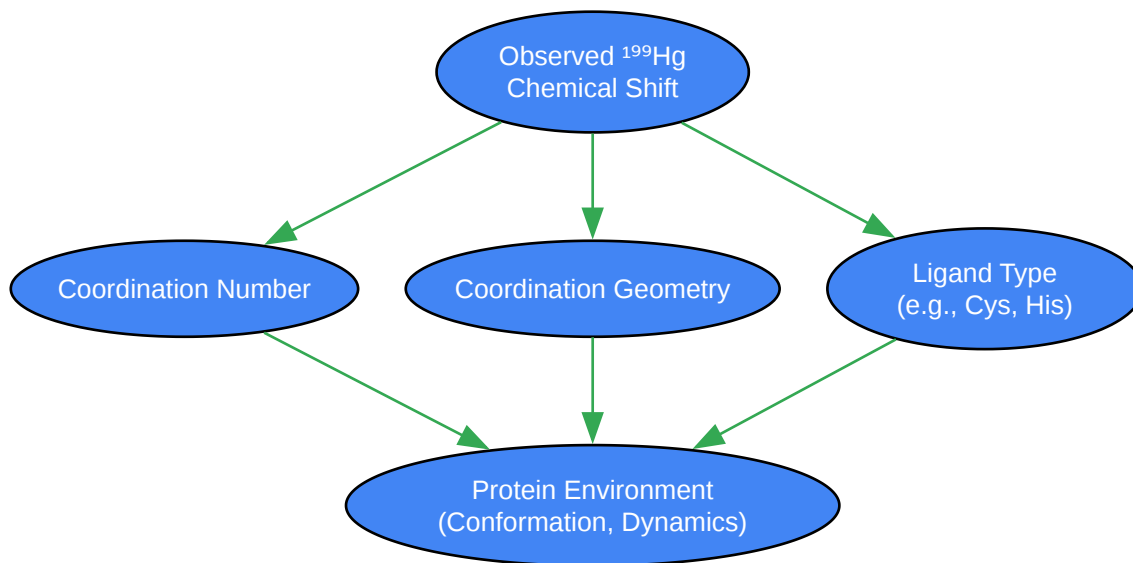 Observed ¹⁹⁹Hg
Chemical Shift
Coordination Number
Coordination Geometry
Ligand Type
(e.g., Cys, His)
Protein Environment
(Conformation, Dynamics)